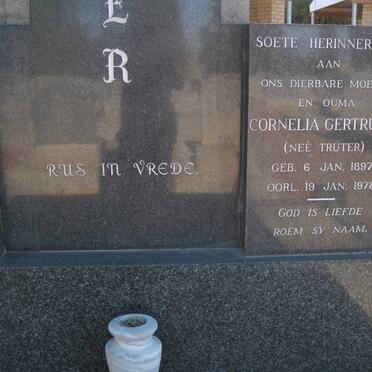 E
R
RUS IN VREDE.
SOETE HERINNER
AAN
ONS DIERBARE MOE
EN OUMA
CORNELIA GERTRU
(NEÉ TRUTER)
GEB. 6 JAN. 1897
OORL. 19 JAN. 1978
GOD IS LIEFDE
ROEM SY NAAM.